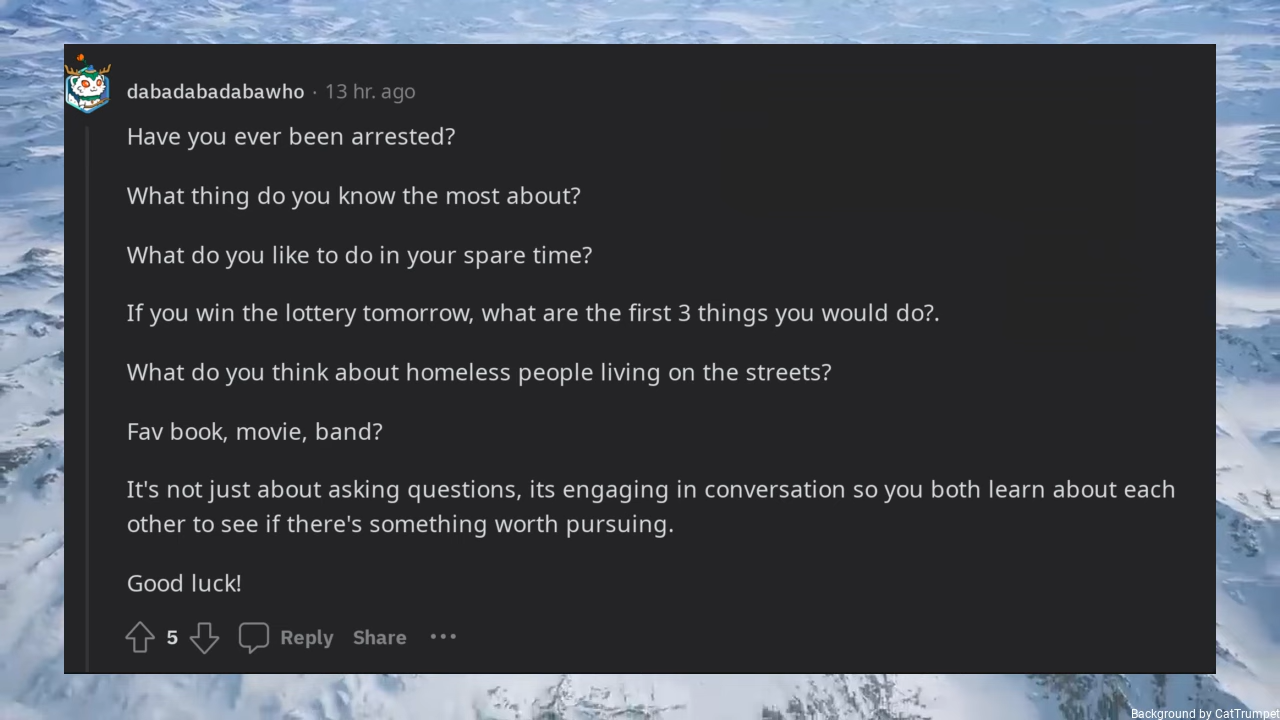 dabadabadabawho · 13 hr. ago
Have you ever been arrested?
What thing do you know the most about?
What do you like to do in your spare time?
If you win the lottery tomorrow, what are the first 3 things you would do?.
What do you think about homeless people living on the streets?
Fav book, movie, band?
It's not just about asking questions, its engaging in conversation so you both learn about each
other to see if there's something worth pursuing.
Good luck!
5 Reply Share •••
Background by CatTrumpet